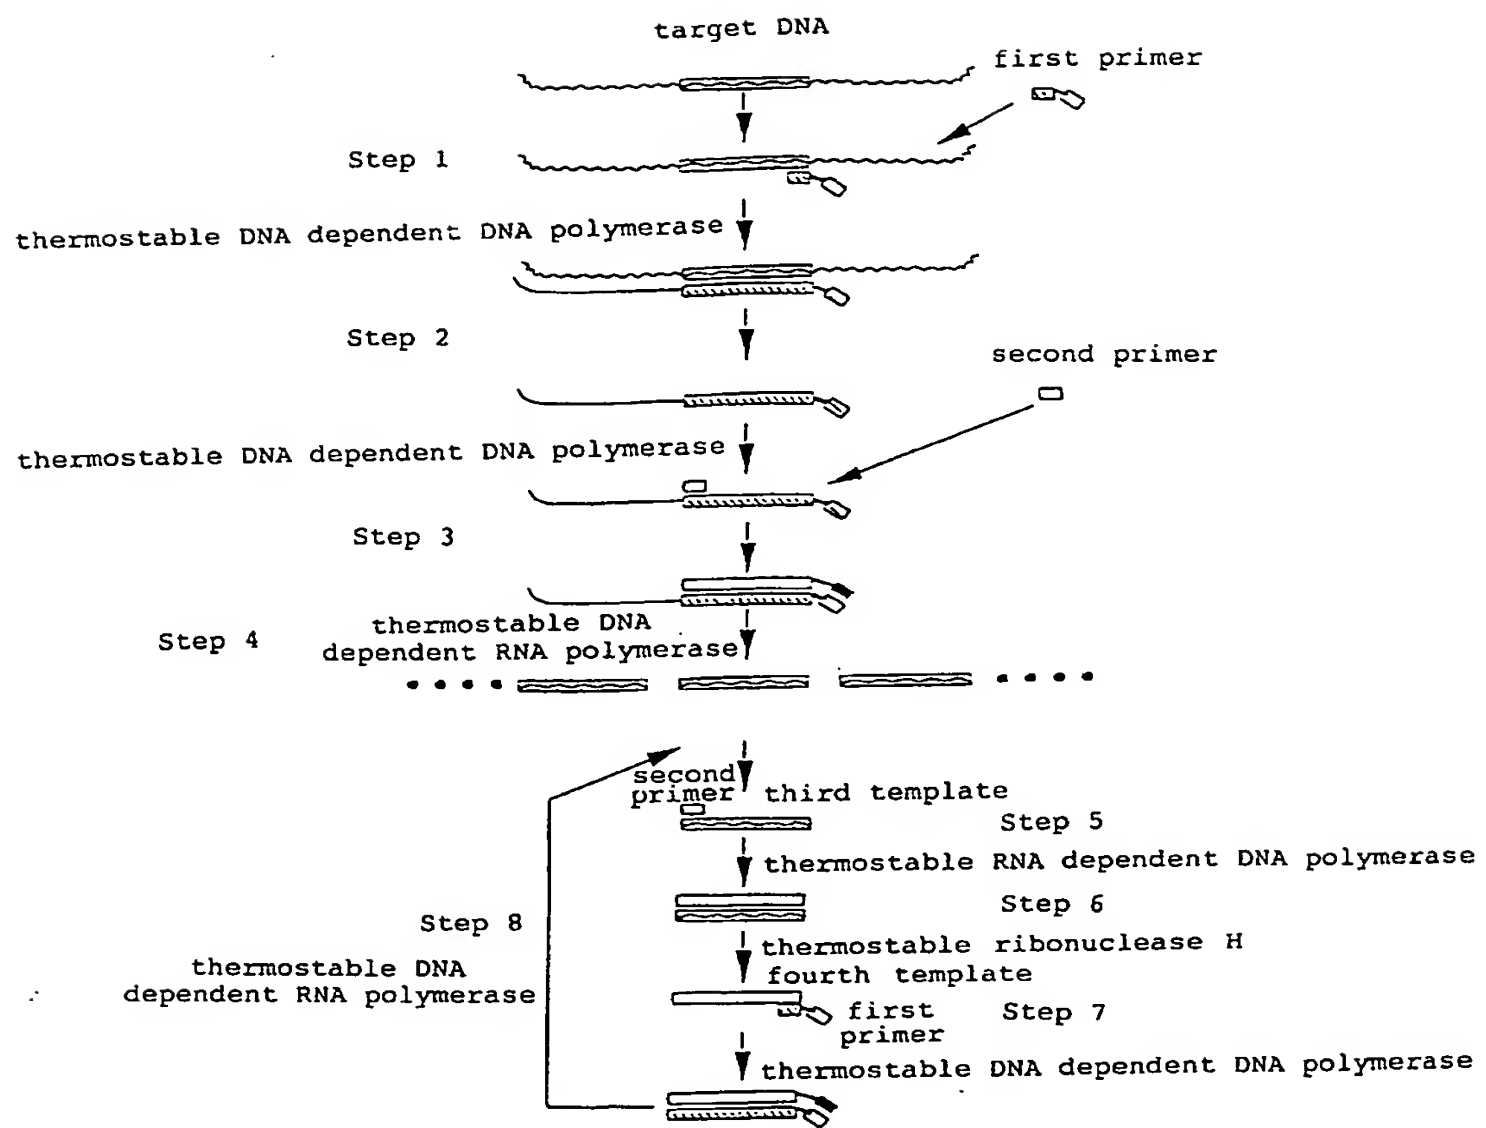 target DNA
first primer
Step 1
thermostable DNA dependent DNA polymerase
Step 2
second primer
thermostable DNA dependent DNA polymerase
Step 3
Step 4
thermostable DNA
dependent RNA polymerase
second
primer
third template
Step 5
thermostable RNA dependent DNA polymerase
Step 6
Step 8
thermostable ribonuclease H
thermostable DNA
dependent RNA polymerase
fourth template
first
primer
Step 7
thermostable DNA dependent DNA polymerase